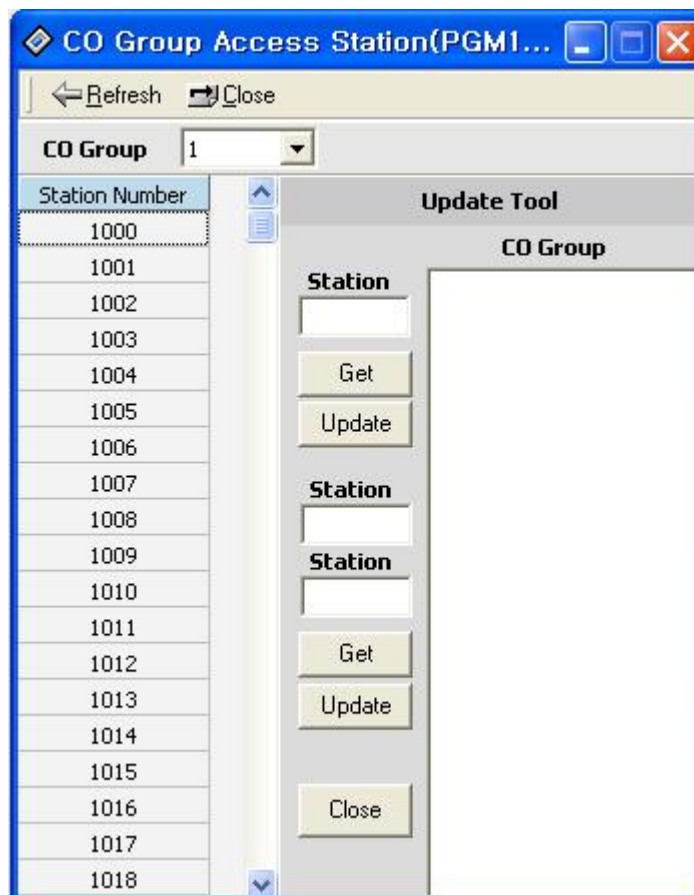 CO Group Access Station(PGM1...
Refresh Close
CO Group 1
Station Number
1000
1001
1002
1003
1004
1005
1006
1007
1008
1009
1010
1011
1012
1013
1014
1015
1016
1017
1018
Update Tool
CO Group
Station
Get
Update
Station
Station
Get
Update
Close